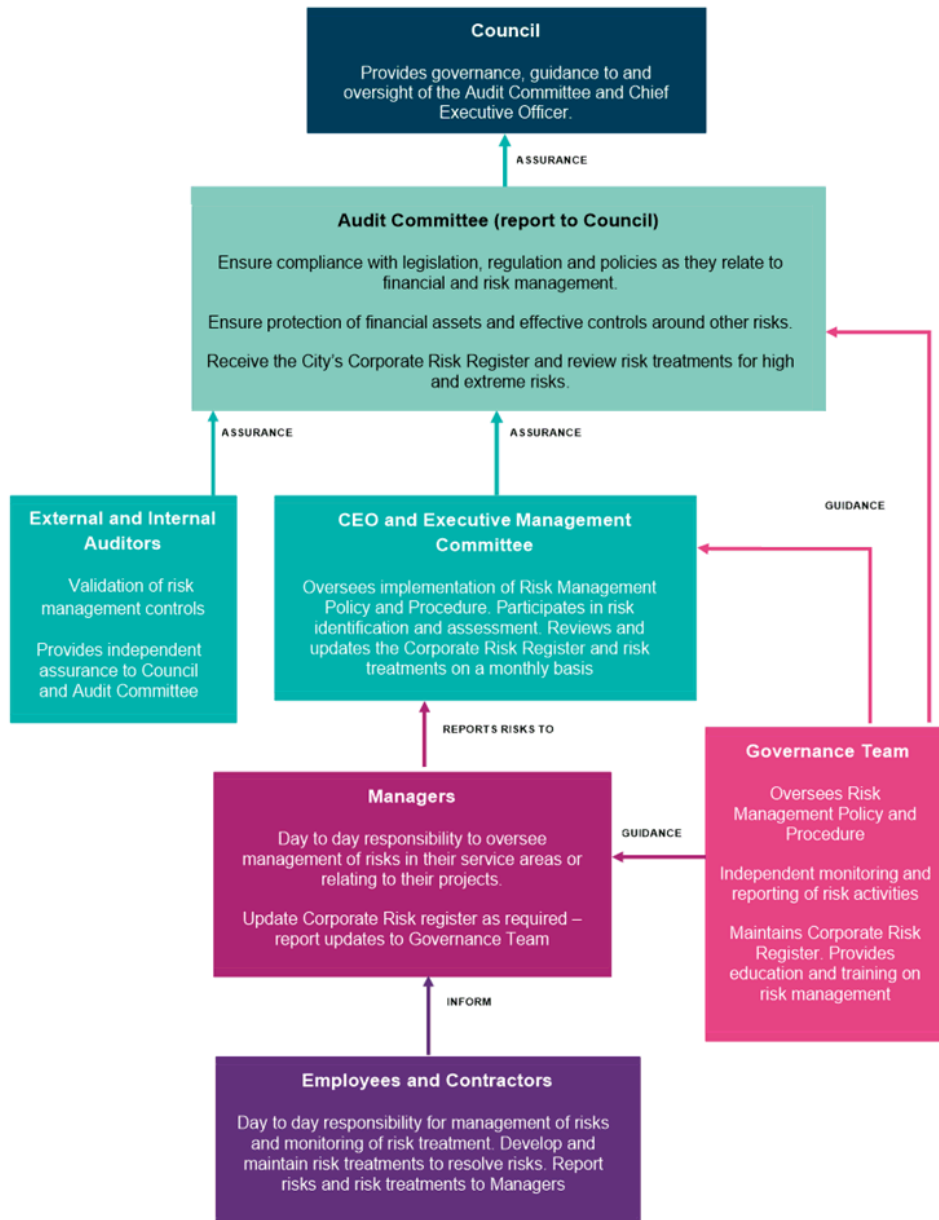 Council
Provides governance, guidance to and
oversight of the Audit Committee and Chief
Executive Officer.
ASSURANCE
Audit Committee (report to Council)
Ensure compliance with legislation, regulation and policies as they relate to
financial and risk management.
Ensure protection of financial assets and effective controls around other risks.
Receive the City's Corporate Risk Register and review risk treatments for high
and extreme risks.
ASSURANCE
ASSURANCE
GUIDANCE
External and Internal
Auditors
Validation of risk
management controls
Provides independent
assurance to Council
and Audit Committee
CEO and Executive Management
Committee
Oversees implementation of Risk Management
Policy and Procedure. Participates in risk
identification and assessment. Reviews and
updates the Corporate Risk Register and risk
treatments on a monthly basis
REPORTS RISKS TO
Managers
Day to day responsibility to oversee
management of risks in their service areas or
relating to their projects.
Update Corporate Risk register as required –
report updates to Governance Team
GUIDANCE
Governance Team
Oversees Risk
Management Policy and
Procedure
Independent monitoring and
reporting of risk activities
Maintains Corporate Risk
Register. Provides
education and training on
risk management
INFORM
Employees and Contractors
Day to day responsibility for management of risks
and monitoring of risk treatment. Develop and
maintain risk treatments to resolve risks. Report
risks and risk treatments to Managers